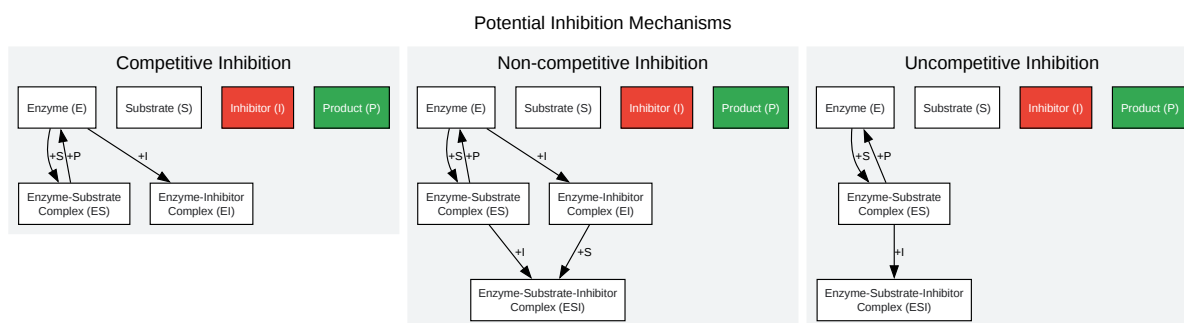 Potential Inhibition Mechanisms
Competitive Inhibition
Enzyme (E)
Substrate (S)
Inhibitor (I)
Product (P)
+S
+P
+I
Enzyme-Substrate
Complex (ES)
Enzyme-Inhibitor
Complex (EI)
Non-competitive Inhibition
Enzyme (E)
Substrate (S)
Inhibitor (I)
Product (P)
+S
+P
+I
Enzyme-Substrate
Complex (ES)
Enzyme-Inhibitor
Complex (EI)
+I
+S
Enzyme-Substrate-Inhibitor
Complex (ESI)
Uncompetitive Inhibition
Enzyme (E)
Substrate (S)
Inhibitor (I)
Product (P)
+S
+P
Enzyme-Substrate
Complex (ES)
+I
Enzyme-Substrate-Inhibitor
Complex (ESI)